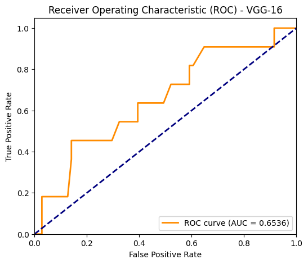 Receiver Operating Characteristic (ROC) - VGG-16
1.0
0.8
0.6
0.4
0.2
0.0
True Positive Rate
ROC curve (AUC = 0.6536)
0.0 0.2 0.4 0.6 0.8 1.0
False Positive Rate